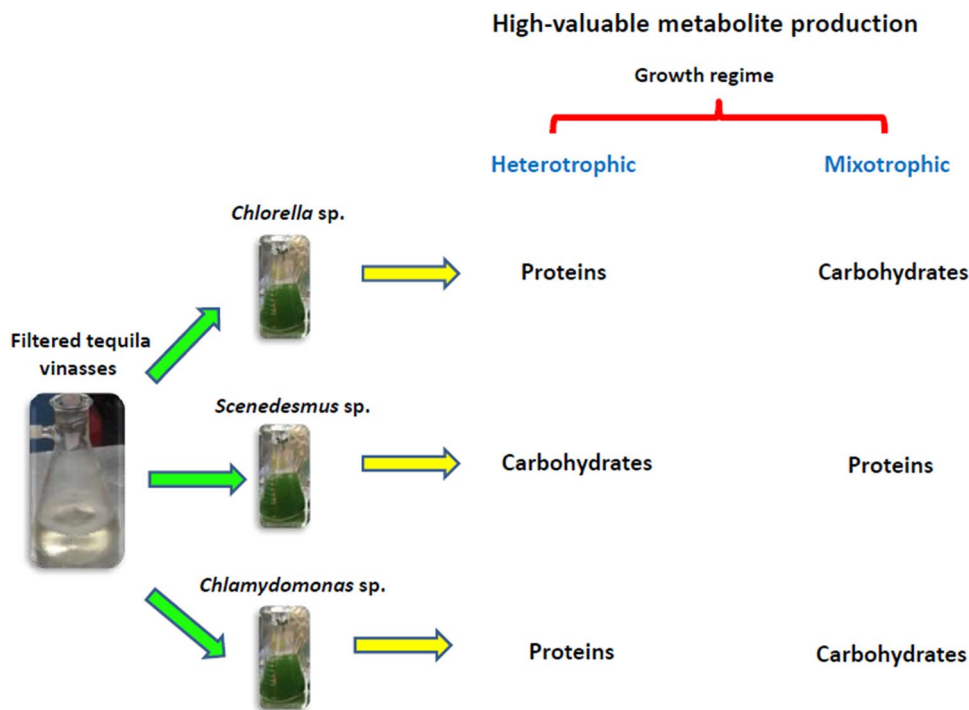 High-valuable metabolite production
Growth regime
Heterotrophic
Mixotrophic
Chlorella sp.
Proteins
Carbohydrates
Filtered tequila
vinasses
Scenedesmus sp.
Carbohydrates
Proteins
Chlamydomonas sp.
Proteins
Carbohydrates